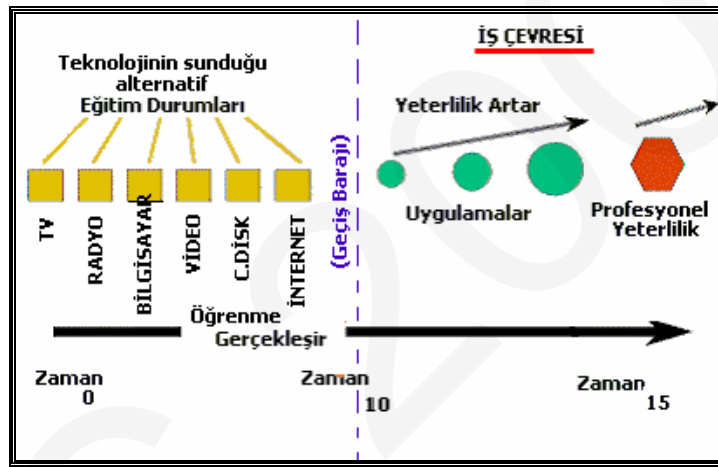 İŞ ÇEVRESİ
Teknolojinin sunduğu
alternatif
Eğitim Durumları
Yeterlilik Artar
TV
RADYO
BİLGİSAYAR
VİDEO
C.DİSK
İNTERNET
(Geçiş Barajı)
Uygulamalar
Profesyonel
Yeterlilik
Öğrenme
Gerçekleşir
Zaman
0
Zaman
10
Zaman
15